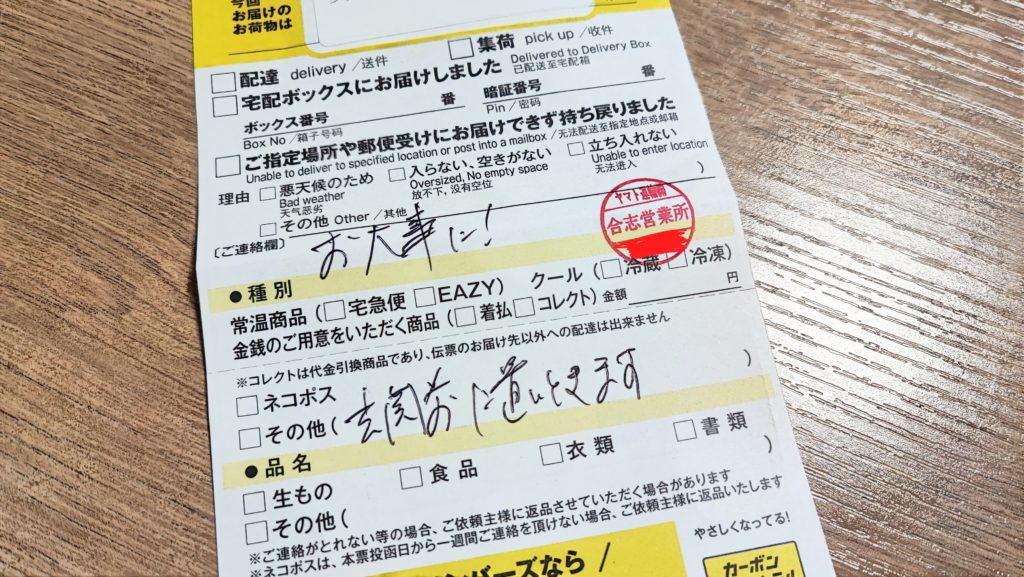 今回
お届けの
お荷物は
□ 配達 delivery／送件 □ 集荷 pick up／收件
□ 宅配ボックスにお届けしました Delivered to Delivery Box 已配送至宅配箱
ボックス番号 番 暗証番号 番
Box No／箱子号码 Pin／密码
□ ご指定場所や郵便受けにお届けできず持ち戻りました
Unable to deliver to specified location or post into a mailbox／无法配送至指定地点或邮箱
理由 □ 悪天候のため □ 入らない、空きがない □ 立ち入れない
Bad weather Oversized, No empty space Unable to enter location
天气恶劣 放不下，没有空位 无法进入
□ その他 Other／其他 )
(ご連絡欄) お大事に!
ヤマト運輸㈱
合志営業所
●種別
常温商品 (□宅急便 □EAZY) クール (□冷蔵 □冷凍)
金銭のご用意をいただく商品 (□着払 □コレクト) 金額 円
※コレクトは代金引換商品であり、伝票のお届け先以外への配達は出来ません
□ ネコポス
□ その他( 玄関前に置いときます )
●品名
□ 生もの □ 食品 □ 衣類 □ 書類
□ その他( )
※ご連絡がとれない等の場合、ご依頼主様に返品させていただく場合があります
※ネコポスは、本票投函日から一週間ご連絡を頂けない場合、ご依頼主様に返品いたします
ンバーズなら
やさしくなってる!
カーボン